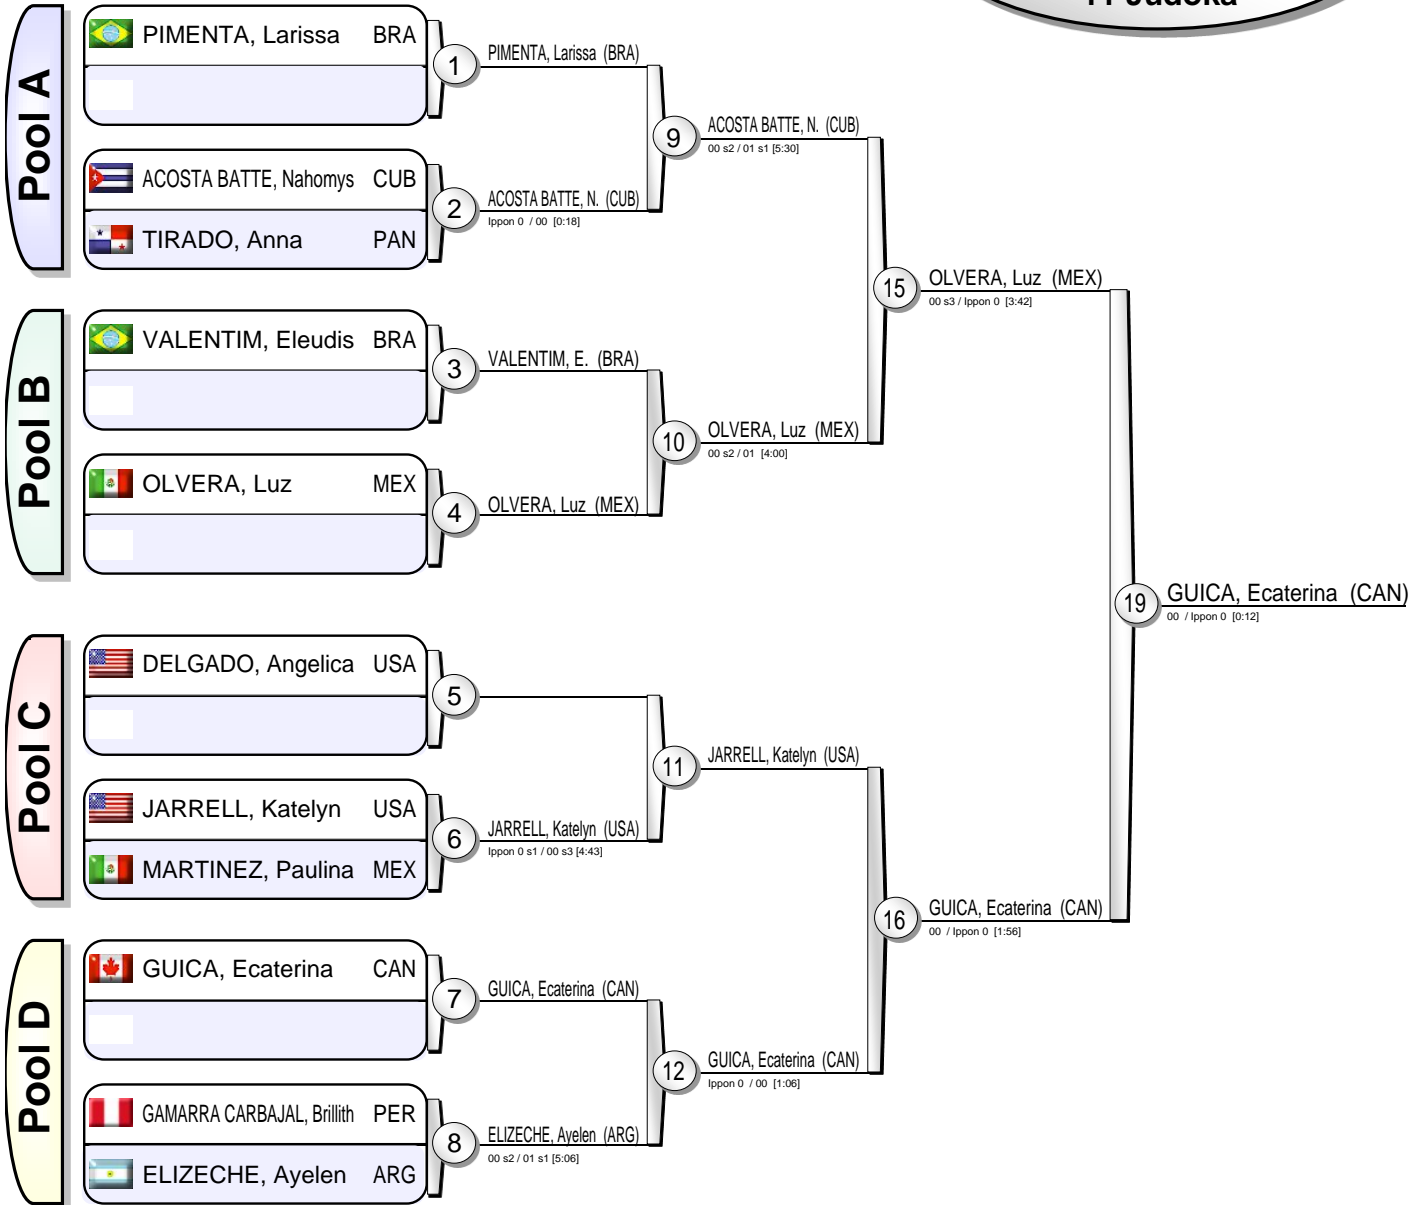 11 Judoka
Pool A
PIMENTA, Larissa BRA
1
PIMENTA, Larissa (BRA)
ACOSTA BATTE, Nahomys CUB
TIRADO, Anna PAN
2
ACOSTA BATTE, N. (CUB)
Ippon 0 / 00 [0:18]
9
ACOSTA BATTE, N. (CUB)
00 s2 / 01 s1 [5:30]
Pool B
VALENTIM, Eleudis BRA
3
VALENTIM, E. (BRA)
OLVERA, Luz MEX
4
OLVERA, Luz (MEX)
10
OLVERA, Luz (MEX)
00 s2 / 01 [4:00]
15
OLVERA, Luz (MEX)
00 s3 / Ippon 0 [3:42]
Pool C
DELGADO, Angelica USA
5
JARRELL, Katelyn USA
MARTINEZ, Paulina MEX
6
JARRELL, Katelyn (USA)
Ippon 0 s1 / 00 s3 [4:43]
11
JARRELL, Katelyn (USA)
Pool D
GUICA, Ecaterina CAN
7
GUICA, Ecaterina (CAN)
GAMARRA CARBAJAL, Brillith PER
ELIZECHE, Ayelen ARG
8
ELIZECHE, Ayelen (ARG)
00 s2 / 01 s1 [5:06]
12
GUICA, Ecaterina (CAN)
Ippon 0 / 00 [1:06]
16
GUICA, Ecaterina (CAN)
00 / Ippon 0 [1:56]
19
GUICA, Ecaterina (CAN)
00 / Ippon 0 [0:12]